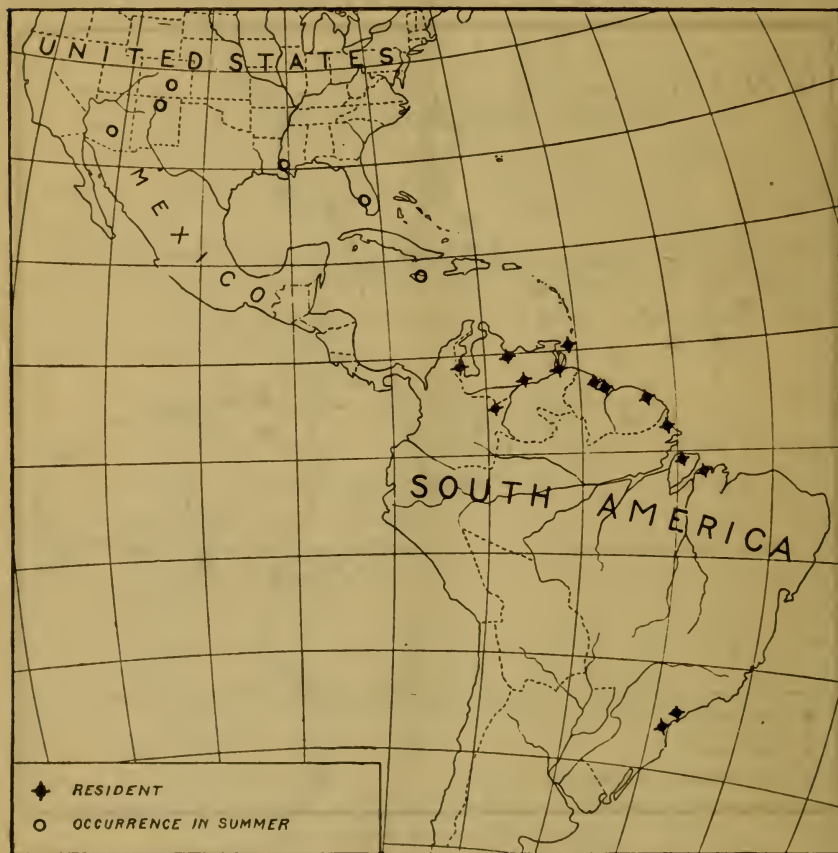 UNITED STATES
MEXICO
SOUTH AMERICA
RESIDENT
OCCURRENCE IN SUMMER